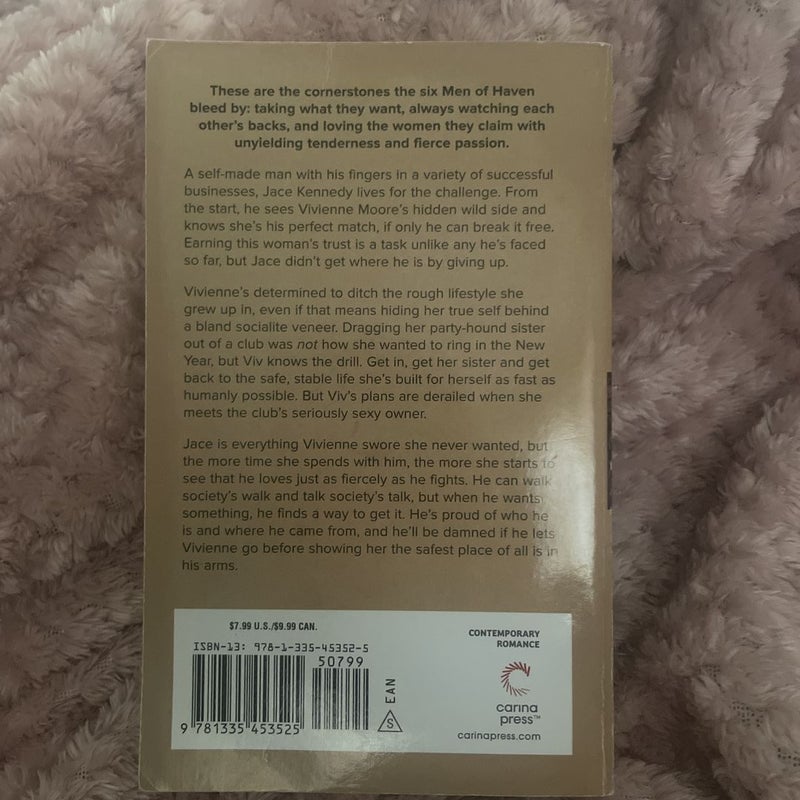 These are the cornerstones the six Men of Haven
bleed by: taking what they want, always watching each
other's backs, and loving the women they claim with
unyielding tenderness and fierce passion.
A self-made man with his fingers in a variety of successful
businesses, Jace Kennedy lives for the challenge. From
the start, he sees Vivienne Moore's hidden wild side and
knows she's his perfect match, if only he can break it free.
Earning this woman's trust is a task unlike any he's faced
so far, but Jace didn't get where he is by giving up.
Vivienne's determined to ditch the rough lifestyle she
grew up in, even if that means hiding her true self behind
a bland socialite veneer. Dragging her party-hound sister
out of a club was not how she wanted to ring in the New
Year, but Viv knows the drill. Get in, get her sister and get
back to the safe, stable life she's built for herself as fast as
humanly possible. But Viv's plans are derailed when she
meets the club's seriously sexy owner.
Jace is everything Vivienne swore she never wanted, but
the more time she spends with him, the more she starts to
see that he loves just as fiercely as he fights. He can walk
society's walk and talk society's talk, but when he wants
something, he finds a way to get it. He's proud of who he
is and where he came from, and he'll be damned if he lets
Vivienne go before showing her the safest place of all is in
his arms.
$7.99 U.S./$9.99 CAN.
ISBN-13: 978-1-335-45352-5
50799
9 781335 453525
EAN
S
CONTEMPORARY
ROMANCE
carina
press™
carinapress.com